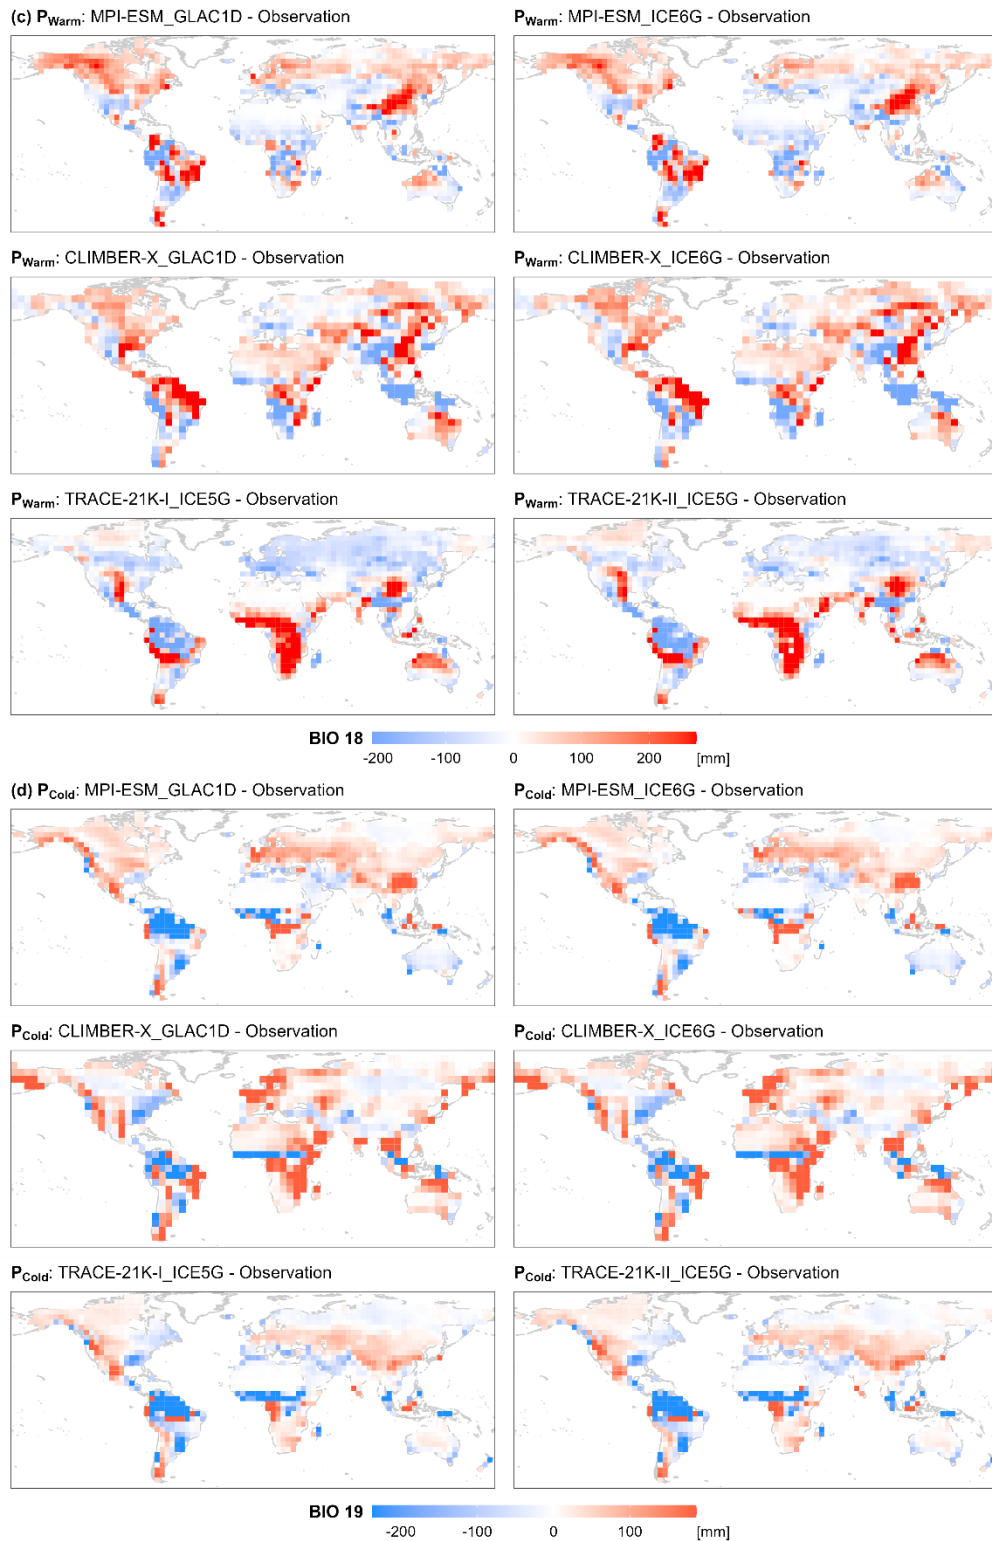 (c) PWarm: MPI-ESM_GLAC1D - Observation
PWarm: MPI-ESM_ICE6G - Observation
PWarm: CLIMBER-X_GLAC1D - Observation
PWarm: CLIMBER-X_ICE6G - Observation
PWarm: TRACE-21K-I_ICE5G - Observation
PWarm: TRACE-21K-II_ICE5G - Observation
BIO 18
-200 -100 0 100 200 [mm]
(d) PCold: MPI-ESM_GLAC1D - Observation
PCold: MPI-ESM_ICE6G - Observation
PCold: CLIMBER-X_GLAC1D - Observation
PCold: CLIMBER-X_ICE6G - Observation
PCold: TRACE-21K-I_ICE5G - Observation
PCold: TRACE-21K-II_ICE5G - Observation
BIO 19
-200 -100 0 100 [mm]